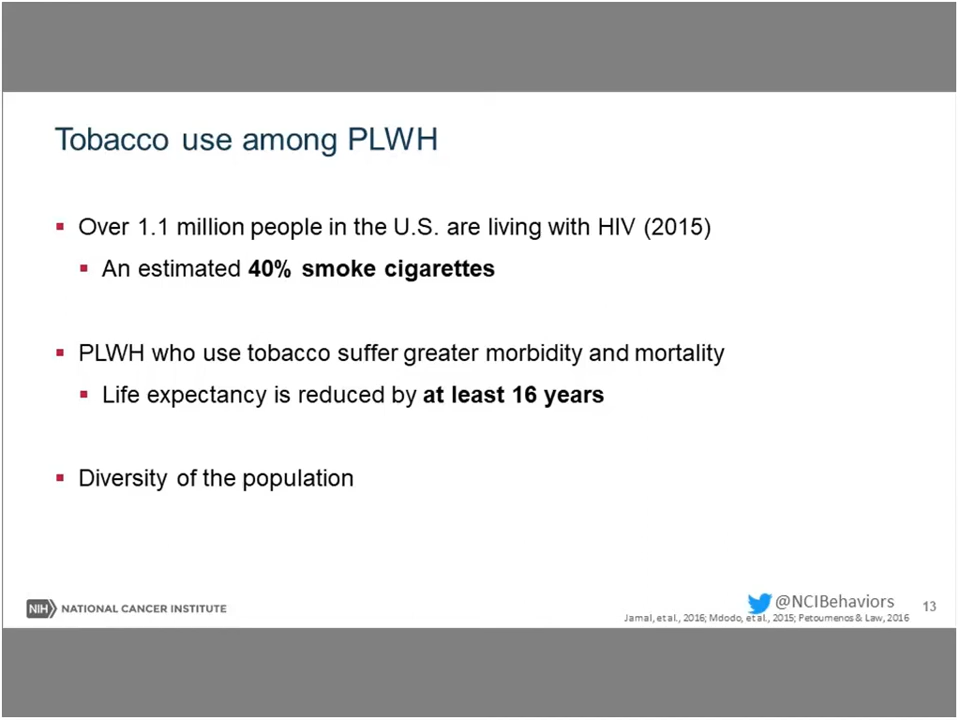 Tobacco use among PLWH
Over 1.1 million people in the U.S. are living with HIV (2015)
An estimated 40% smoke cigarettes
PLWH who use tobacco suffer greater morbidity and mortality
Life expectancy is reduced by at least 16 years
Diversity of the population
NIH NATIONAL CANCER INSTITUTE
@NCIBehaviors
13
Jamal, et al., 2016; Mdodo, et al., 2015; Petoumenos & Law, 2016